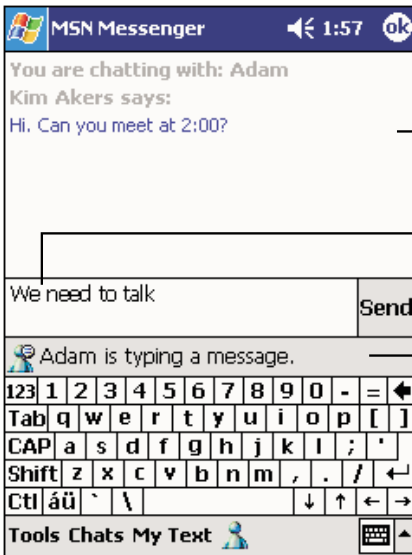 MSN Messenger 1:57 ok
You are chatting with: Adam
Kim Akers says:
Hi. Can you meet at 2:00?
We need to talk
Send
Adam is typing a message.
123 1 2 3 4 5 6 7 8 9 0 - =
Tab q w e r t y u i o p [ ]
CAP a s d f g h j k l ; '
Shift z x c v b n m , . /
Ctl áü ` \
Tools Chats My Text